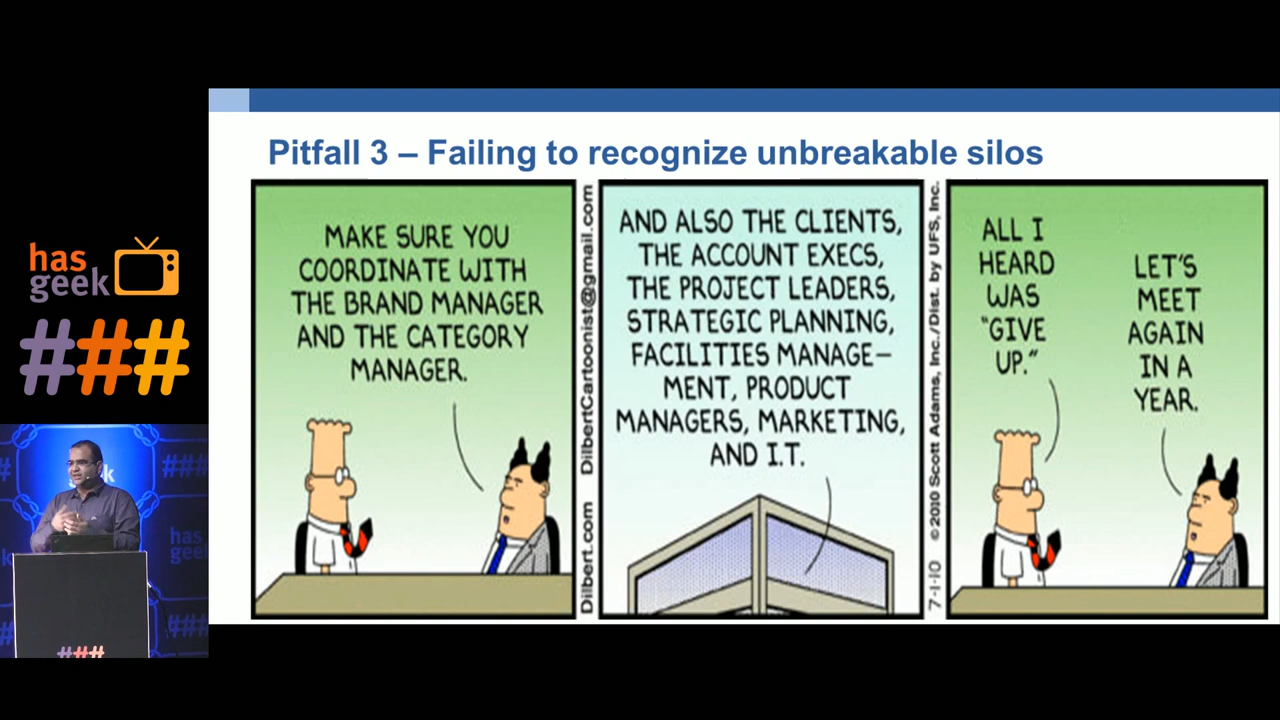 Pitfall 3 – Failing to recognize unbreakable silos
MAKE SURE YOU
COORDINATE WITH
THE BRAND MANAGER
AND THE CATEGORY
MANAGER.
DilbertCartoonist@gmail.com
Dilbert.com
AND ALSO THE CLIENTS,
THE ACCOUNT EXECS,
THE PROJECT LEADERS,
STRATEGIC PLANNING,
FACILITIES MANAGE–
MENT, PRODUCT
MANAGERS, MARKETING,
AND I.T.
7-1-10 ©2010 Scott Adams, Inc./Dist. by UFS, Inc.
ALL I
HEARD
WAS
"GIVE
UP."
LET'S
MEET
AGAIN
IN A
YEAR.
has
geek
###
###
has
geek
###
###